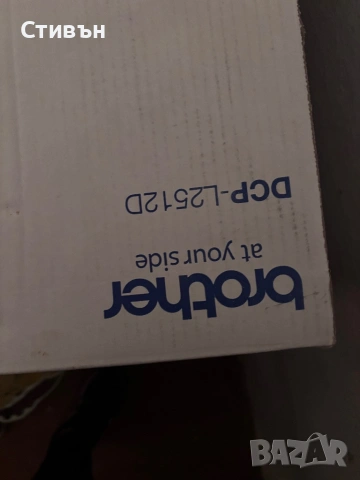 Стивън
brother
at your side
DCP-L2512D
BAZAR